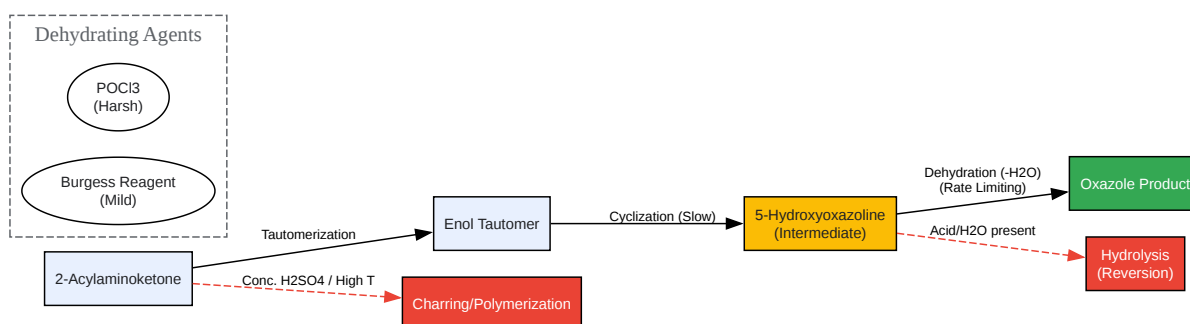 Dehydrating Agents
POCl3
(Harsh)
Burgess Reagent
(Mild)
2-Acylaminoketone
Tautomerization
Conc. H2SO4 / High T
Enol Tautomer
Charring/Polymerization
Cyclization (Slow)
5-Hydroxyoxazoline
(Intermediate)
Dehydration (-H2O)
(Rate Limiting)
Acid/H2O present
Oxazole Product
Hydrolysis
(Reversion)